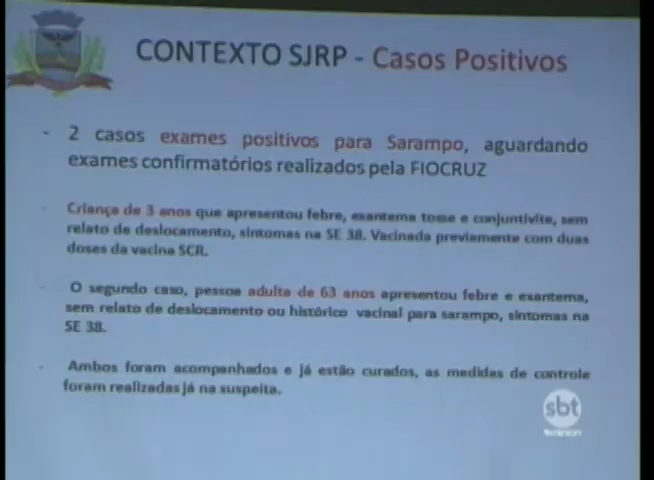 CONTEXTO SJRP - Casos Positivos
- 2 casos exames positivos para Sarampo, aguardando
exames confirmatórios realizados pela FIOCRUZ
- Criança de 3 anos que apresentou febre, exantema tosse e conjuntivite, sem
relato de deslocamento, sintomas na SE 38. Vacinada previamente com duas
doses da vacina SCR.
- O segundo caso, pessoa adulta de 63 anos apresentou febre e exantema,
sem relato de deslocamento ou histórico vacinal para sarampo, sintomas na
SE 38.
- Ambos foram acompanhados e já estão curados, as medidas de controle
foram realizadas já na suspeita.
sbt